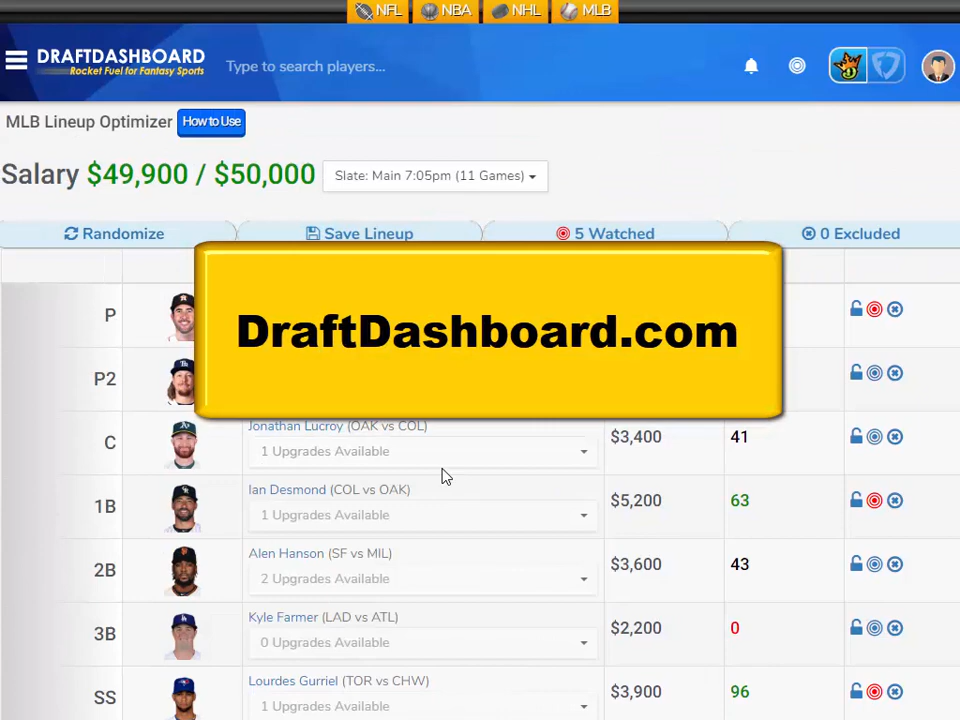 NFL NBA NHL MLB
DRAFTDASHBOARD
Rocket Fuel for Fantasy Sports
Type to search players...
MLB Lineup Optimizer How to Use
Salary $49,900 / $50,000 Slate: Main 7:05pm (11 Games)
Randomize Save Lineup 5 Watched 0 Excluded
DraftDashboard.com
P
P2
C Jonathan Lucroy (OAK vs COL) $3,400 41
1 Upgrades Available
1B Ian Desmond (COL vs OAK) $5,200 63
1 Upgrades Available
2B Alen Hanson (SF vs MIL) $3,600 43
2 Upgrades Available
3B Kyle Farmer (LAD vs ATL) $2,200 0
0 Upgrades Available
SS Lourdes Gurriel (TOR vs CHW) $3,900 96
1 Upgrades Available